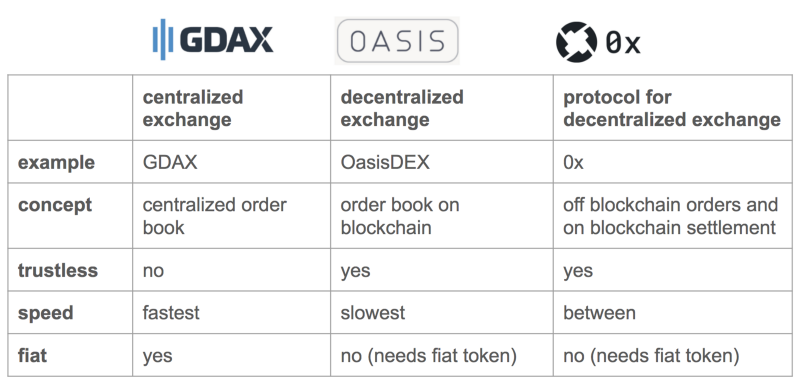 GDAX OASIS 0x
centralized exchange decentralized exchange protocol for decentralized exchange
example GDAX OasisDEX 0x
concept centralized order book order book on blockchain off blockchain orders and on blockchain settlement
trustless no yes yes
speed fastest slowest between
fiat yes no (needs fiat token) no (needs fiat token)